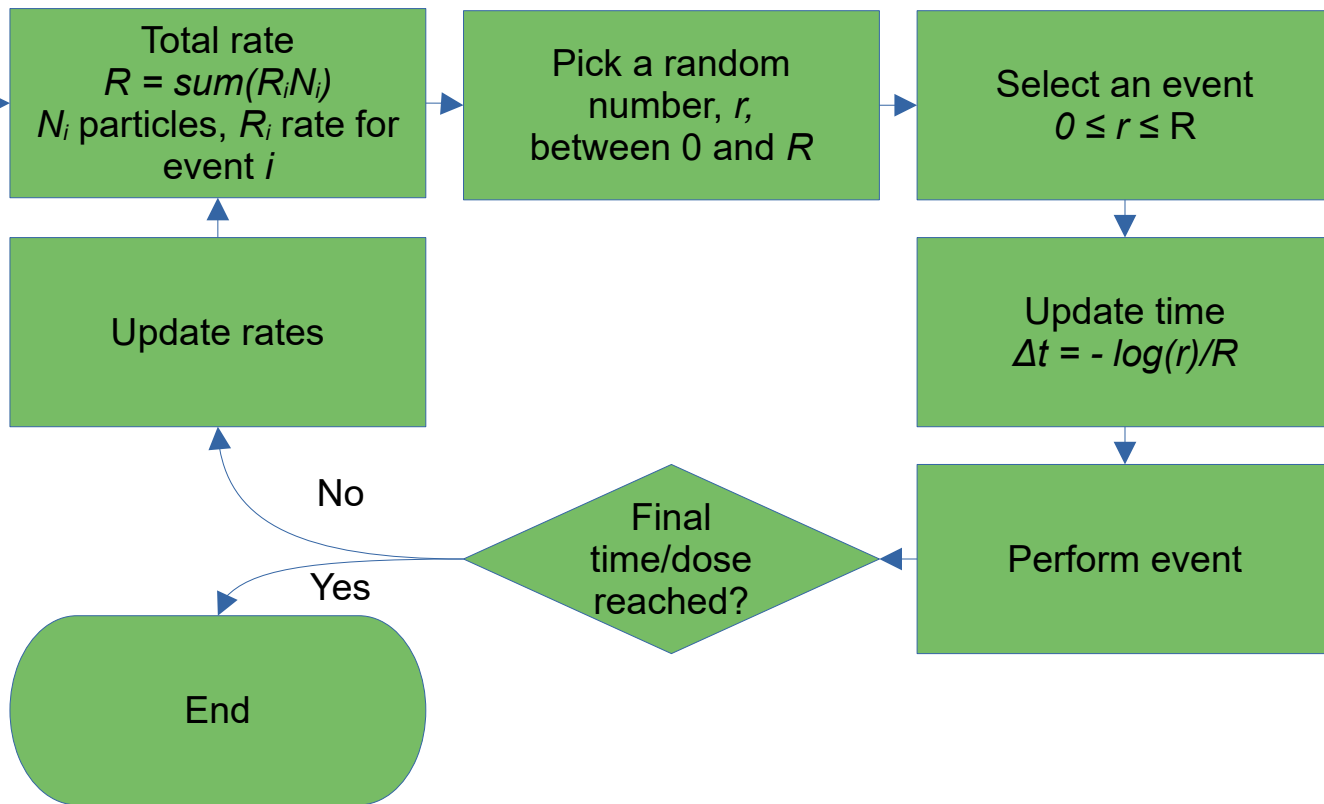 Total rate
R = sum(RᵢNᵢ)
Nᵢ particles, Rᵢ rate for
event i
Pick a random
number, r,
between 0 and R
Select an event
0 ≤ r ≤ R
Update time
Δt = - log(r)/R
Perform event
Final
time/dose
reached?
No
Yes
Update rates
End